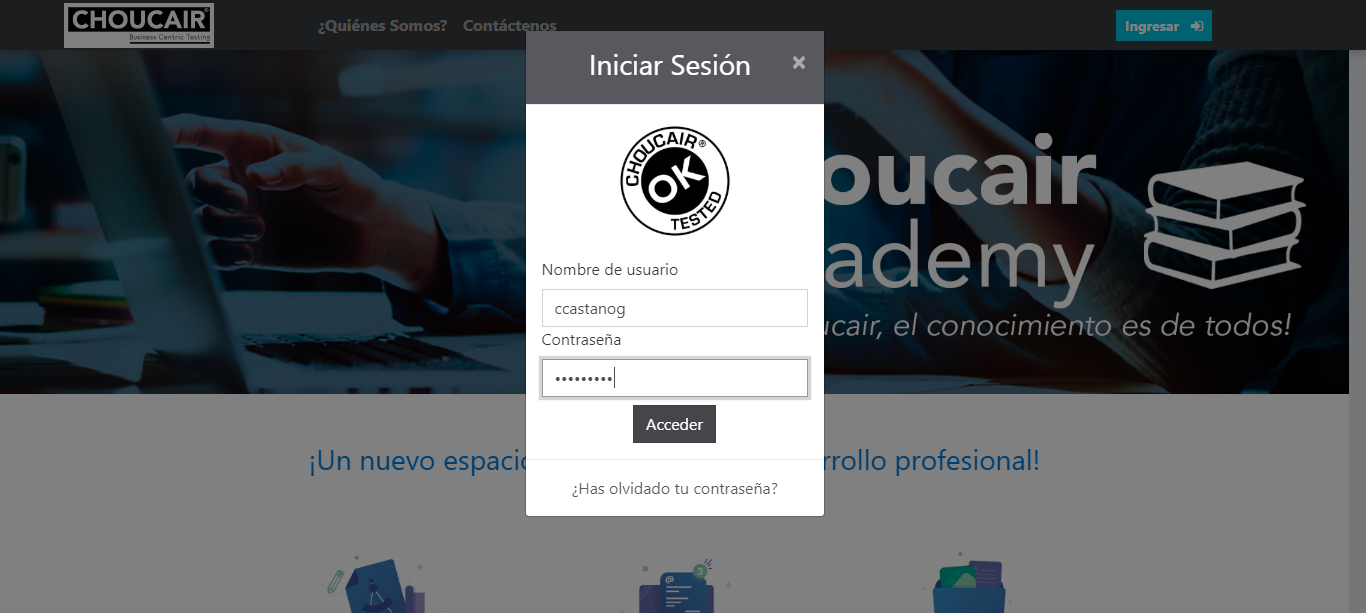 CHOUCAIR®
Business Centric Testing
¿Quiénes Somos?
Contáctenos
Ingresar
Iniciar Sesión
×
CHOUCAIR®
OK
TESTED
Nombre de usuario
ccastanog
Contraseña
•••••••••
Acceder
¿Has olvidado tu contraseña?
oucair
ademy
ucair, el conocimiento es de todos!
¡Un nuevo espacio
rrollo profesional!
3